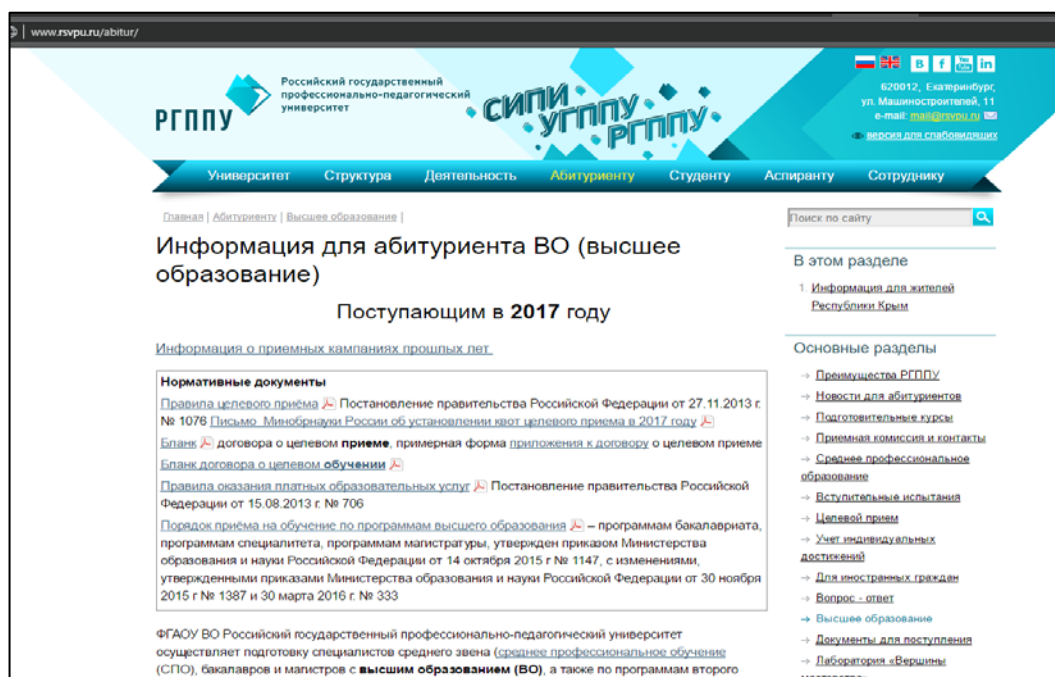 www.rsvpu.ru/abitur/
РГППУ
Российский государственный
профессионально-педагогический
университет
СИПИ
УГППУ
РГППУ
В f You Tube in
620012, Екатеринбург,
ул. Машиностроителей, 11
e-mail: mail@rsvpu.ru
версия для слабовидящих
Университет Структура Деятельность Абитуриенту Студенту Аспиранту Сотруднику
Главная | Абитуриенту | Высшее образование |
Информация для абитуриента ВО (высшее
образование)
Поступающим в 2017 году
Информация о приемных кампаниях прошлых лет
Нормативные документы
Правила целевого приёма Постановление правительства Российской Федерации от 27.11.2013 г.
№ 1076 Письмо Минобрнауки России об установлении квот целевого приема в 2017 году
Бланк договора о целевом приеме, примерная форма приложения к договору о целевом приеме
Бланк договора о целевом обучении
Правила оказания платных образовательных услуг Постановление правительства Российской
Федерации от 15.08.2013 г. № 706
Порядок приёма на обучение по программам высшего образования – программам бакалавриата,
программам специалитета, программам магистратуры, утвержден приказом Министерства
образования и науки Российской Федерации от 14 октября 2015 г № 1147, с изменениями,
утвержденными приказами Министерства образования и науки Российской Федерации от 30 ноября
2015 г № 1387 и 30 марта 2016 г. № 333
ФГАОУ ВО Российский государственный профессионально-педагогический университет
осуществляет подготовку специалистов среднего звена (среднее профессиональное обучение
(СПО), бакалавров и магистров с высшим образованием (ВО), а также по программам второго
Поиск по сайту
В этом разделе
1. Информация для жителей
Республики Крым
Основные разделы
→ Преимущества РГППУ
→ Новости для абитуриентов
→ Подготовительные курсы
→ Приемная комиссия и контакты
→ Среднее профессиональное
образование
→ Вступительные испытания
→ Целевой прием
→ Учет индивидуальных
достижений
→ Для иностранных граждан
→ Вопрос - ответ
→ Высшее образование
→ Документы для поступления
→ Лаборатория «Вершины